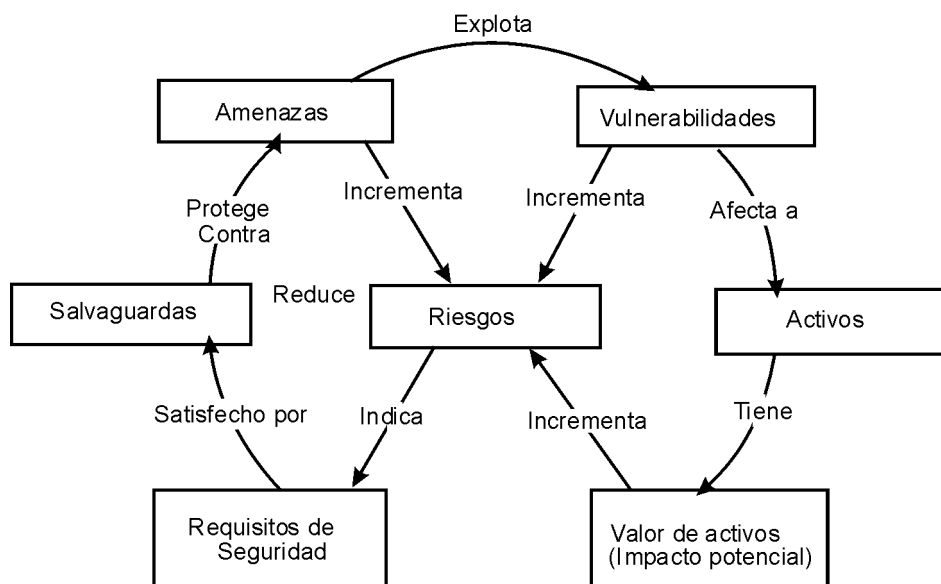 Explota
Amenazas
Vulnerabilidades
Incrementa
Incrementa
Protege
Contra
Afecta a
Salvaguardas
Reduce
Riesgos
Activos
Satisfecho por
Indica
Incrementa
Tiene
Requisitos de
Seguridad
Valor de activos
(Impacto potencial)